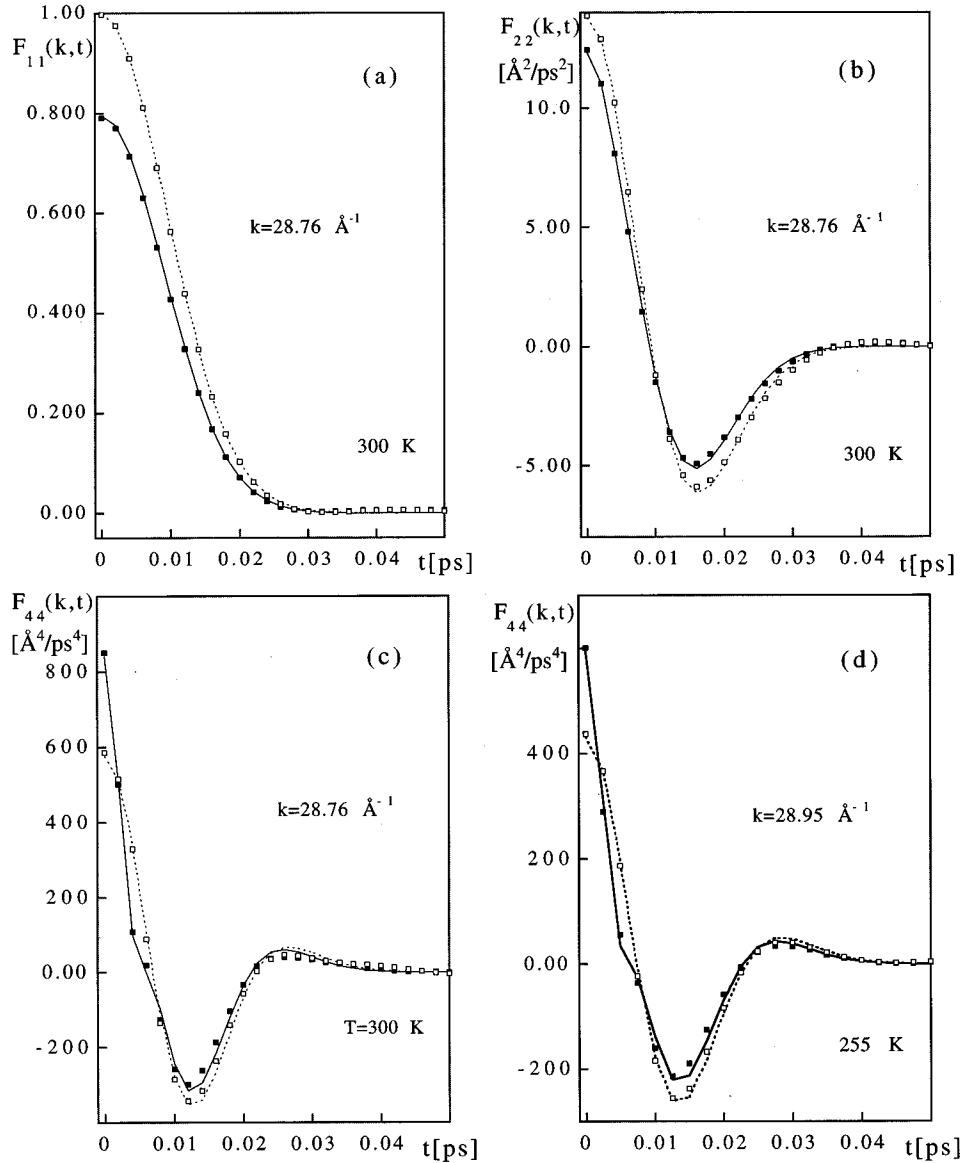 1.00
F₁₁(k,t)
(a)
0.800
0.600
k=28.76 Å⁻¹
0.400
0.200
300 K
0.00
0 0.01 0.02 0.03 0.04
t[ps]
F₂₂(k,t)
[Å²/ps²]
(b)
10.0
5.00
k=28.76 Å⁻¹
0.00
-5.00
300 K
0 0.01 0.02 0.03 0.04
t[ps]
F₄₄(k,t)
[Å⁴/ps⁴]
(c)
800
600
k=28.76 Å⁻¹
400
200
0.00
T=300 K
-200
0 0.01 0.02 0.03 0.04
t[ps]
F₄₄(k,t)
[Å⁴/ps⁴]
(d)
400
k=28.95 Å⁻¹
200
0.00
255 K
-200
0 0.01 0.02 0.03 0.04
t[ps]